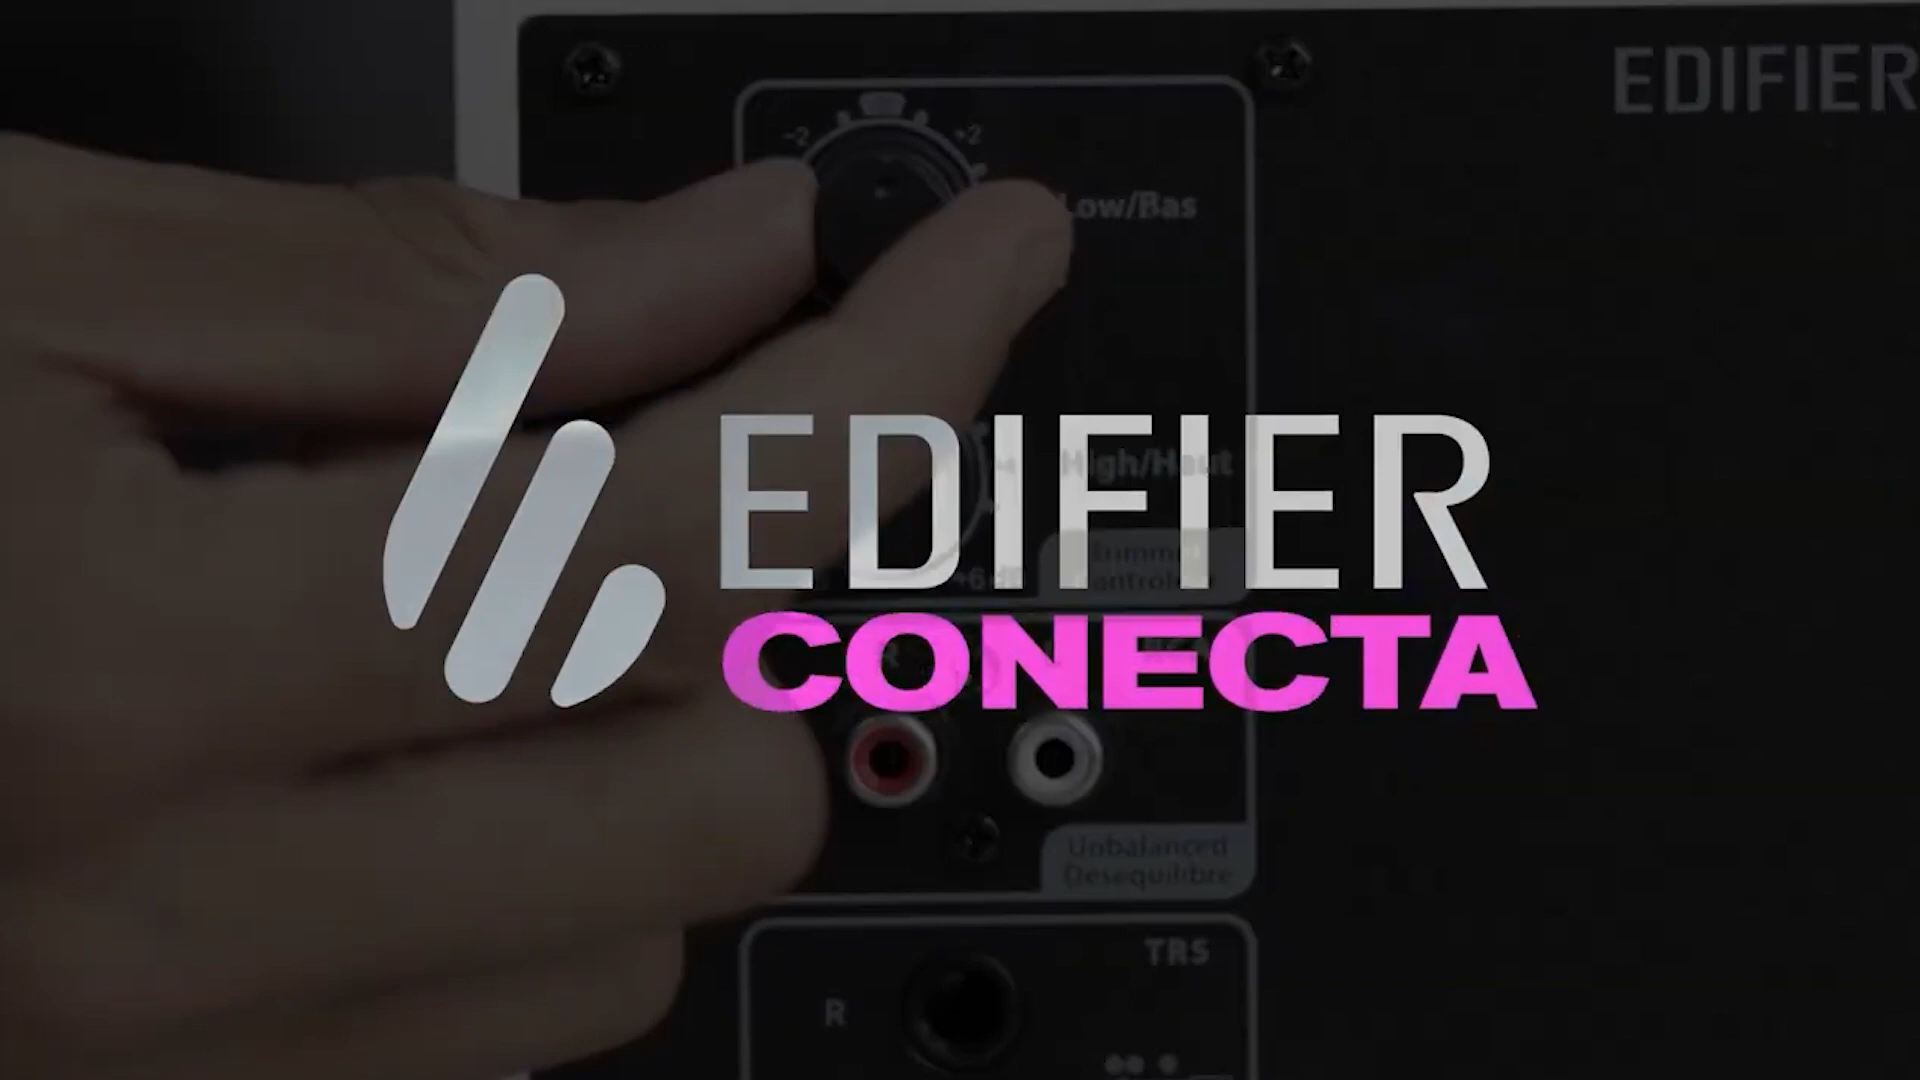 EDIFIER
-2
+2
Low/Bas
EDIFIER
High/Haut
CONECTA
Unbalanced
Desequilibre
TRS
R